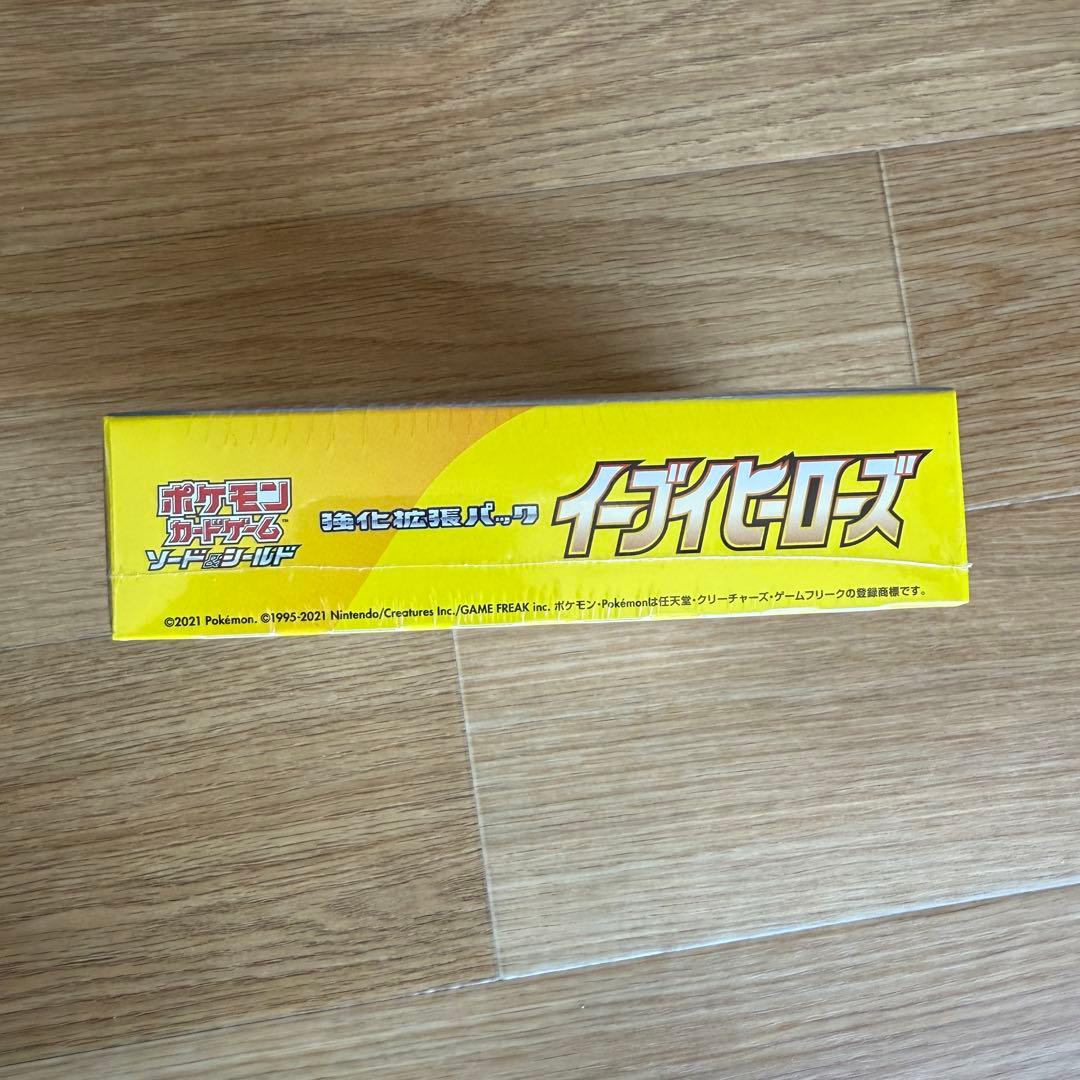 ポケモン
カードゲーム™
ソード&シールド
強化拡張パック
イーブイヒーローズ
©2021 Pokémon. ©1995-2021 Nintendo/Creatures Inc./GAME FREAK inc. ポケモン・Pokémonは任天堂・クリーチャーズ・ゲームフリークの登録商標です。